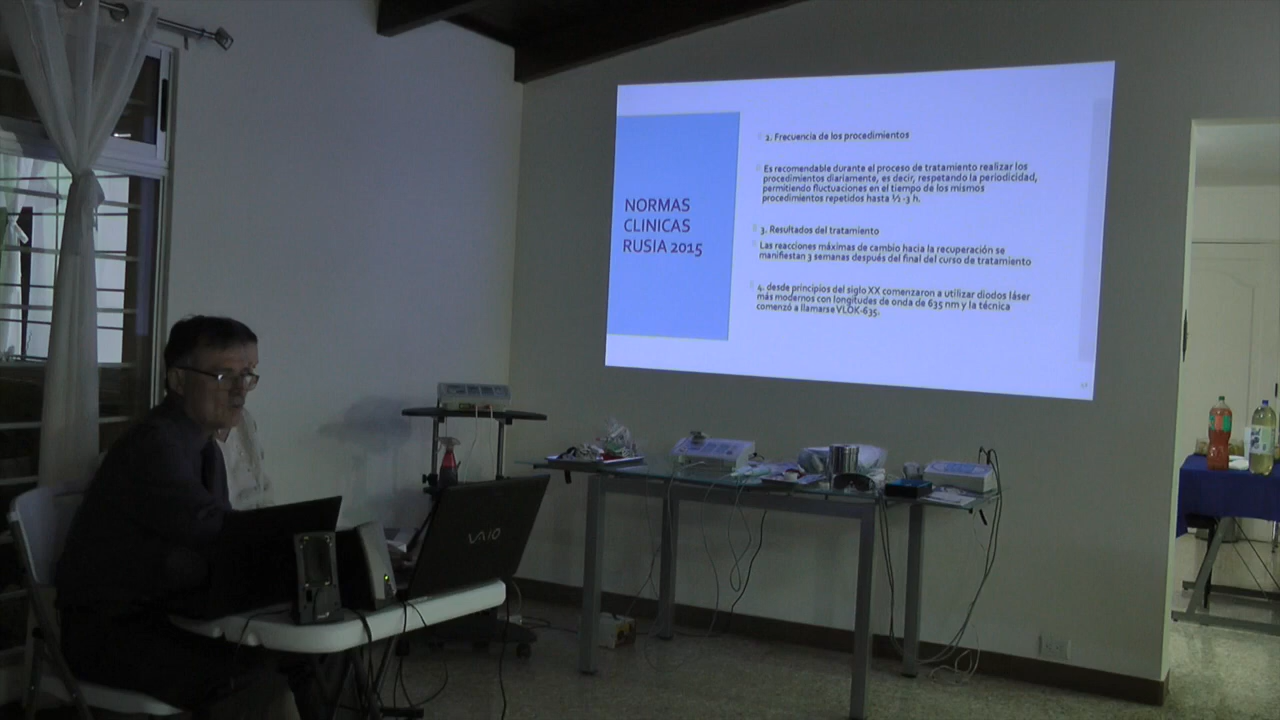 NORMAS
CLINICAS
RUSIA 2015
2. Frecuencia de los procedimientos
Es recomendable durante el proceso de tratamiento realizar los
procedimientos diariamente, es decir, respetando la periodicidad,
permitiendo fluctuaciones en el tiempo de los mismos
procedimientos repetidos hasta ½ -3 h.
3. Resultados del tratamiento
Las reacciones máximas de cambio hacia la recuperación se
manifiestan 3 semanas después del final del curso de tratamiento
4. desde principios del siglo XX comenzaron a utilizar diodos láser
más modernos con longitudes de onda de 635 nm y la técnica
comenzó a llamarse VLOK-635.
VAIO